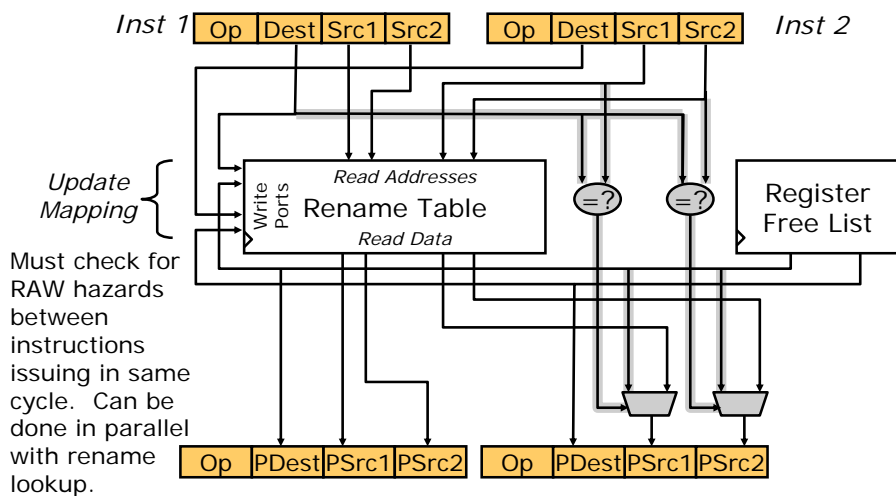 Inst 1
Op Dest Src1 Src2
Op Dest Src1 Src2
Inst 2
Update
Mapping
Write
Ports
Read Addresses
Rename Table
Read Data
=?
=?
Register
Free List
Must check for
RAW hazards
between
instructions
issuing in same
cycle. Can be
done in parallel
with rename
lookup.
Op PDest PSrc1 PSrc2
Op PDest PSrc1 PSrc2